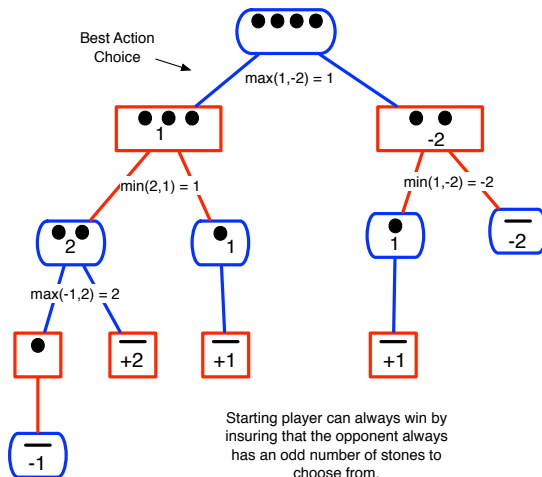 Best Action
Choice
max(1,-2) = 1
1
-2
min(2,1) = 1
min(1,-2) = -2
2
1
1
-2
max(-1,2) = 2
+2
+1
+1
-1
Starting player can always win by
insuring that the opponent always
has an odd number of stones to
choose from.